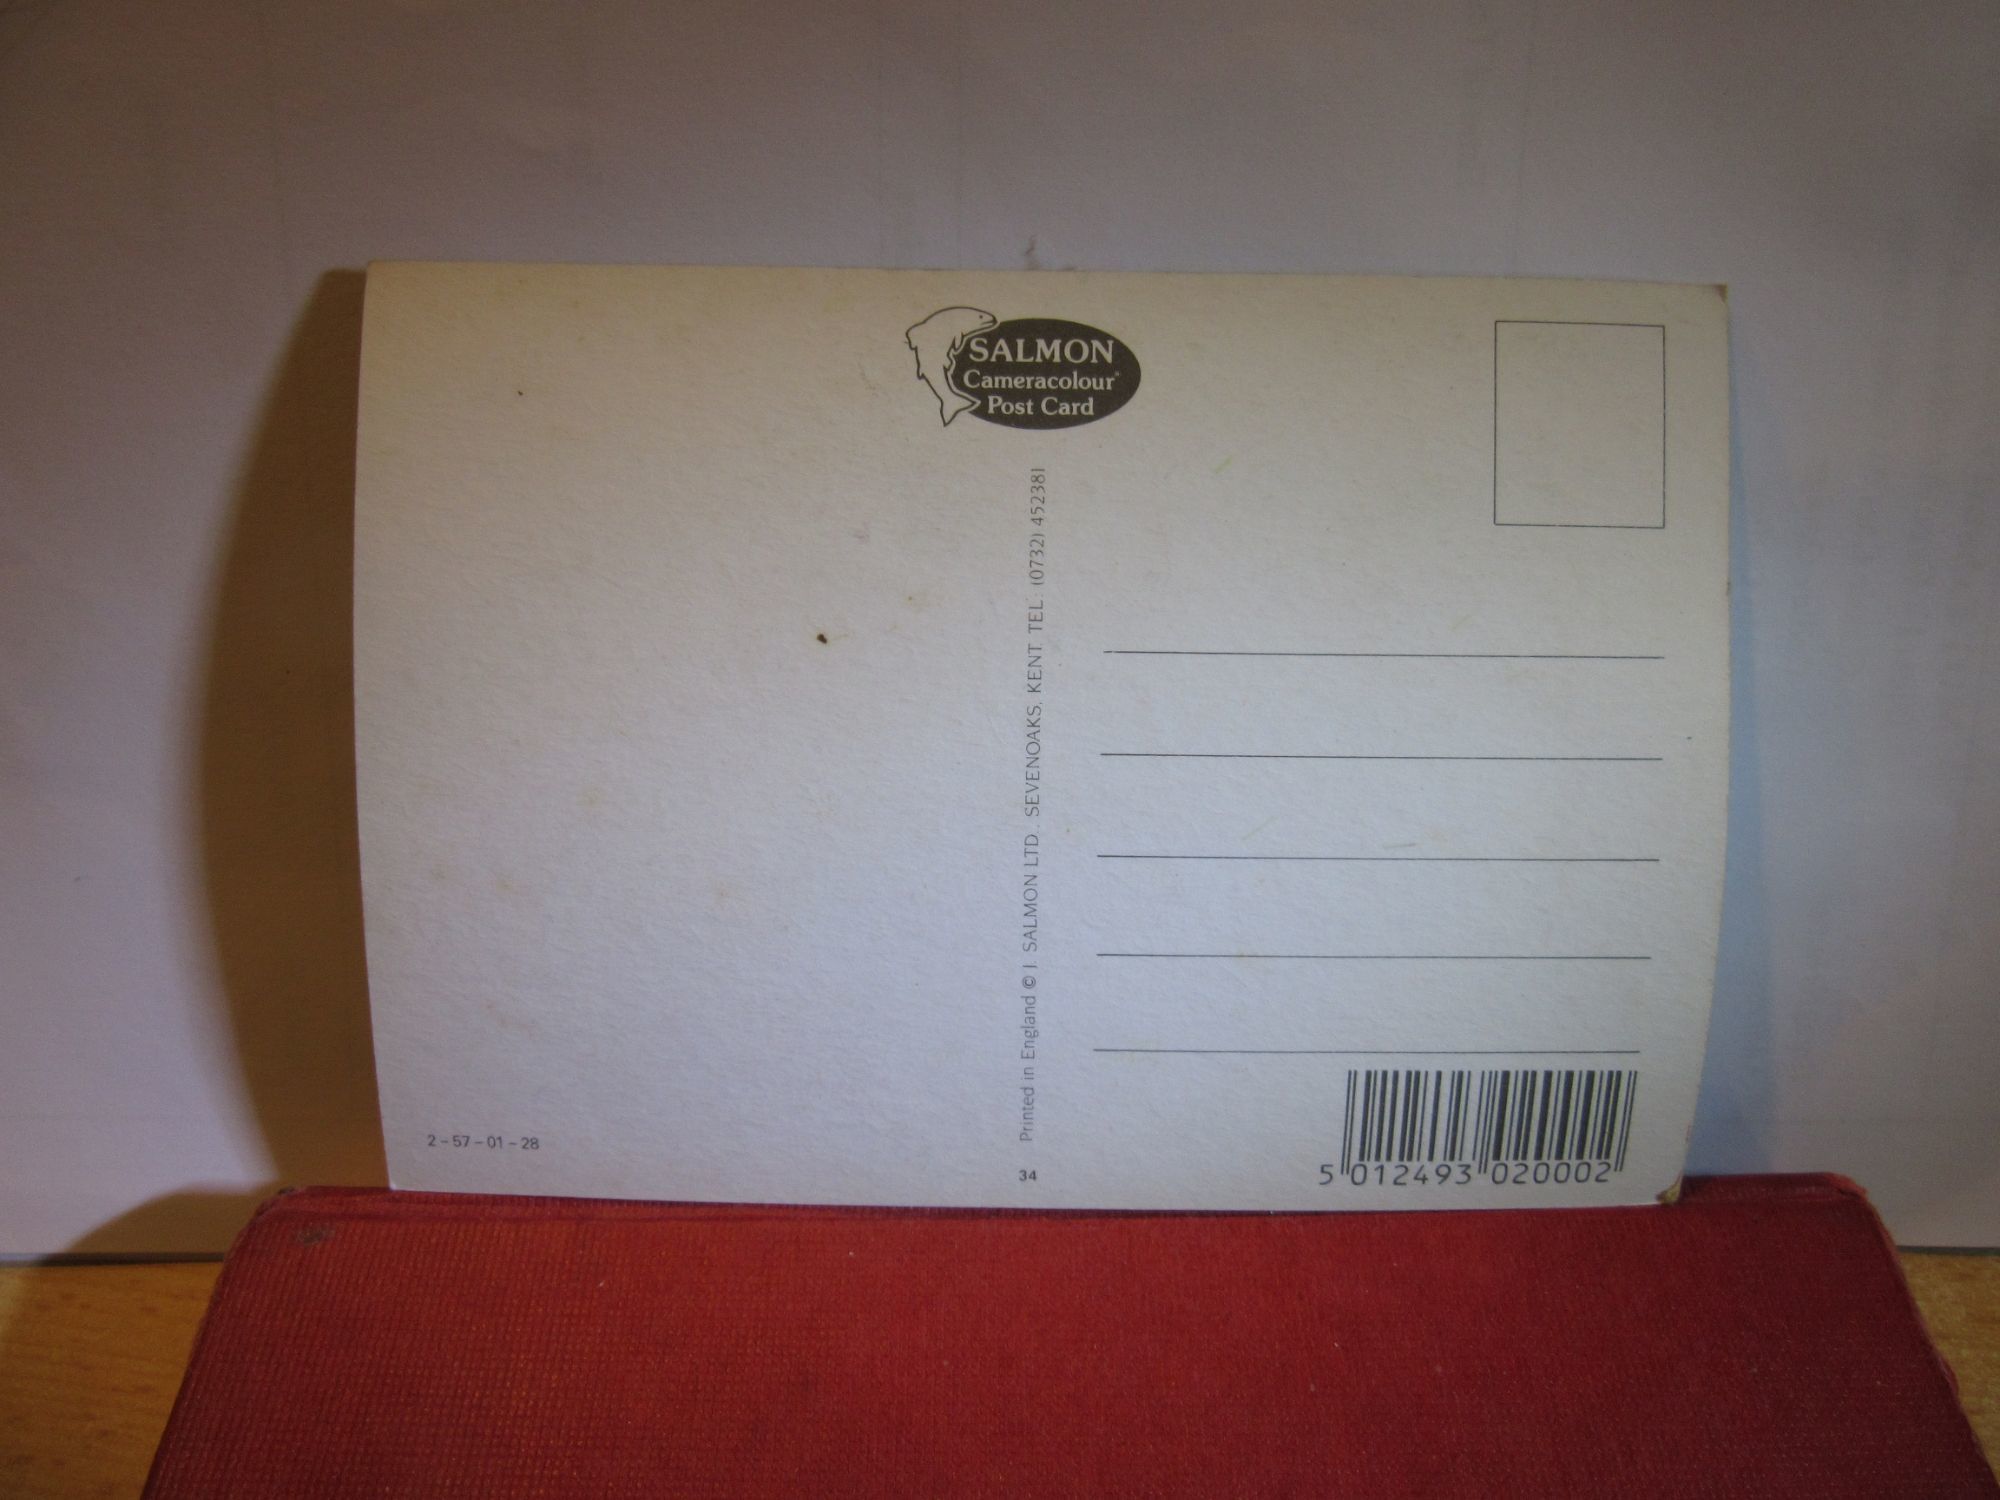 SALMON
Cameracolour
Post Card
Printed in England © J. SALMON LTD., SEVENOAKS, KENT. TEL: (0732) 452381
2-57-01-28
34
5 012493 020002